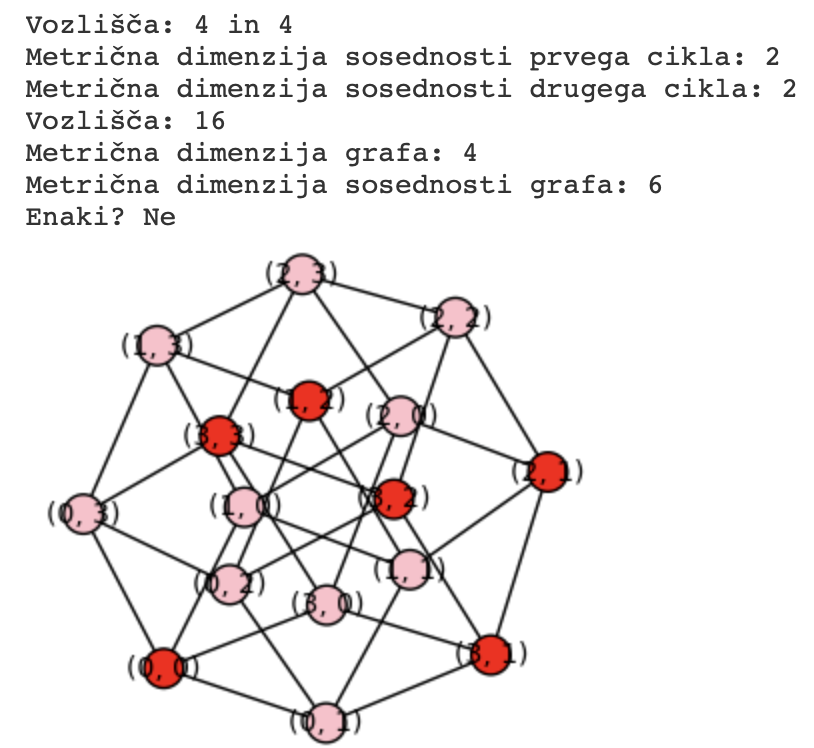 Vozlišča: 4 in 4
Metrična dimenzija sosednosti prvega cikla: 2
Metrična dimenzija sosednosti drugega cikla: 2
Vozlišča: 16
Metrična dimenzija grafa: 4
Metrična dimenzija sosednosti grafa: 6
Enaki? Ne
(2, 3)
(2, 2)
(1, 3)
(1, 2)
(2, 0)
(3, 3)
(2, 1)
(3, 2)
(1, 0)
(0, 3)
(1, 1)
(0, 2)
(3, 0)
(3, 1)
(0, 0)
(0, 1)